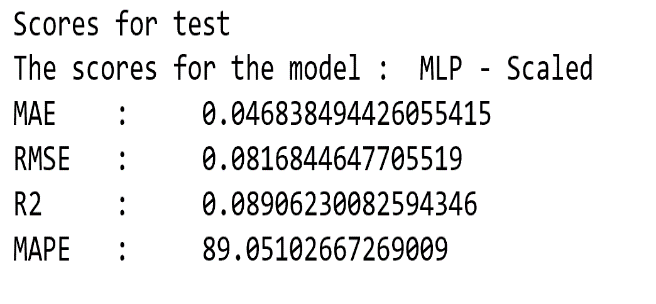 Scores for test
The scores for the model :  MLP - Scaled
MAE    :     0.046838494426055415
RMSE   :     0.0816844647705519
R2     :     0.08906230082594346
MAPE   :     89.05102667269009